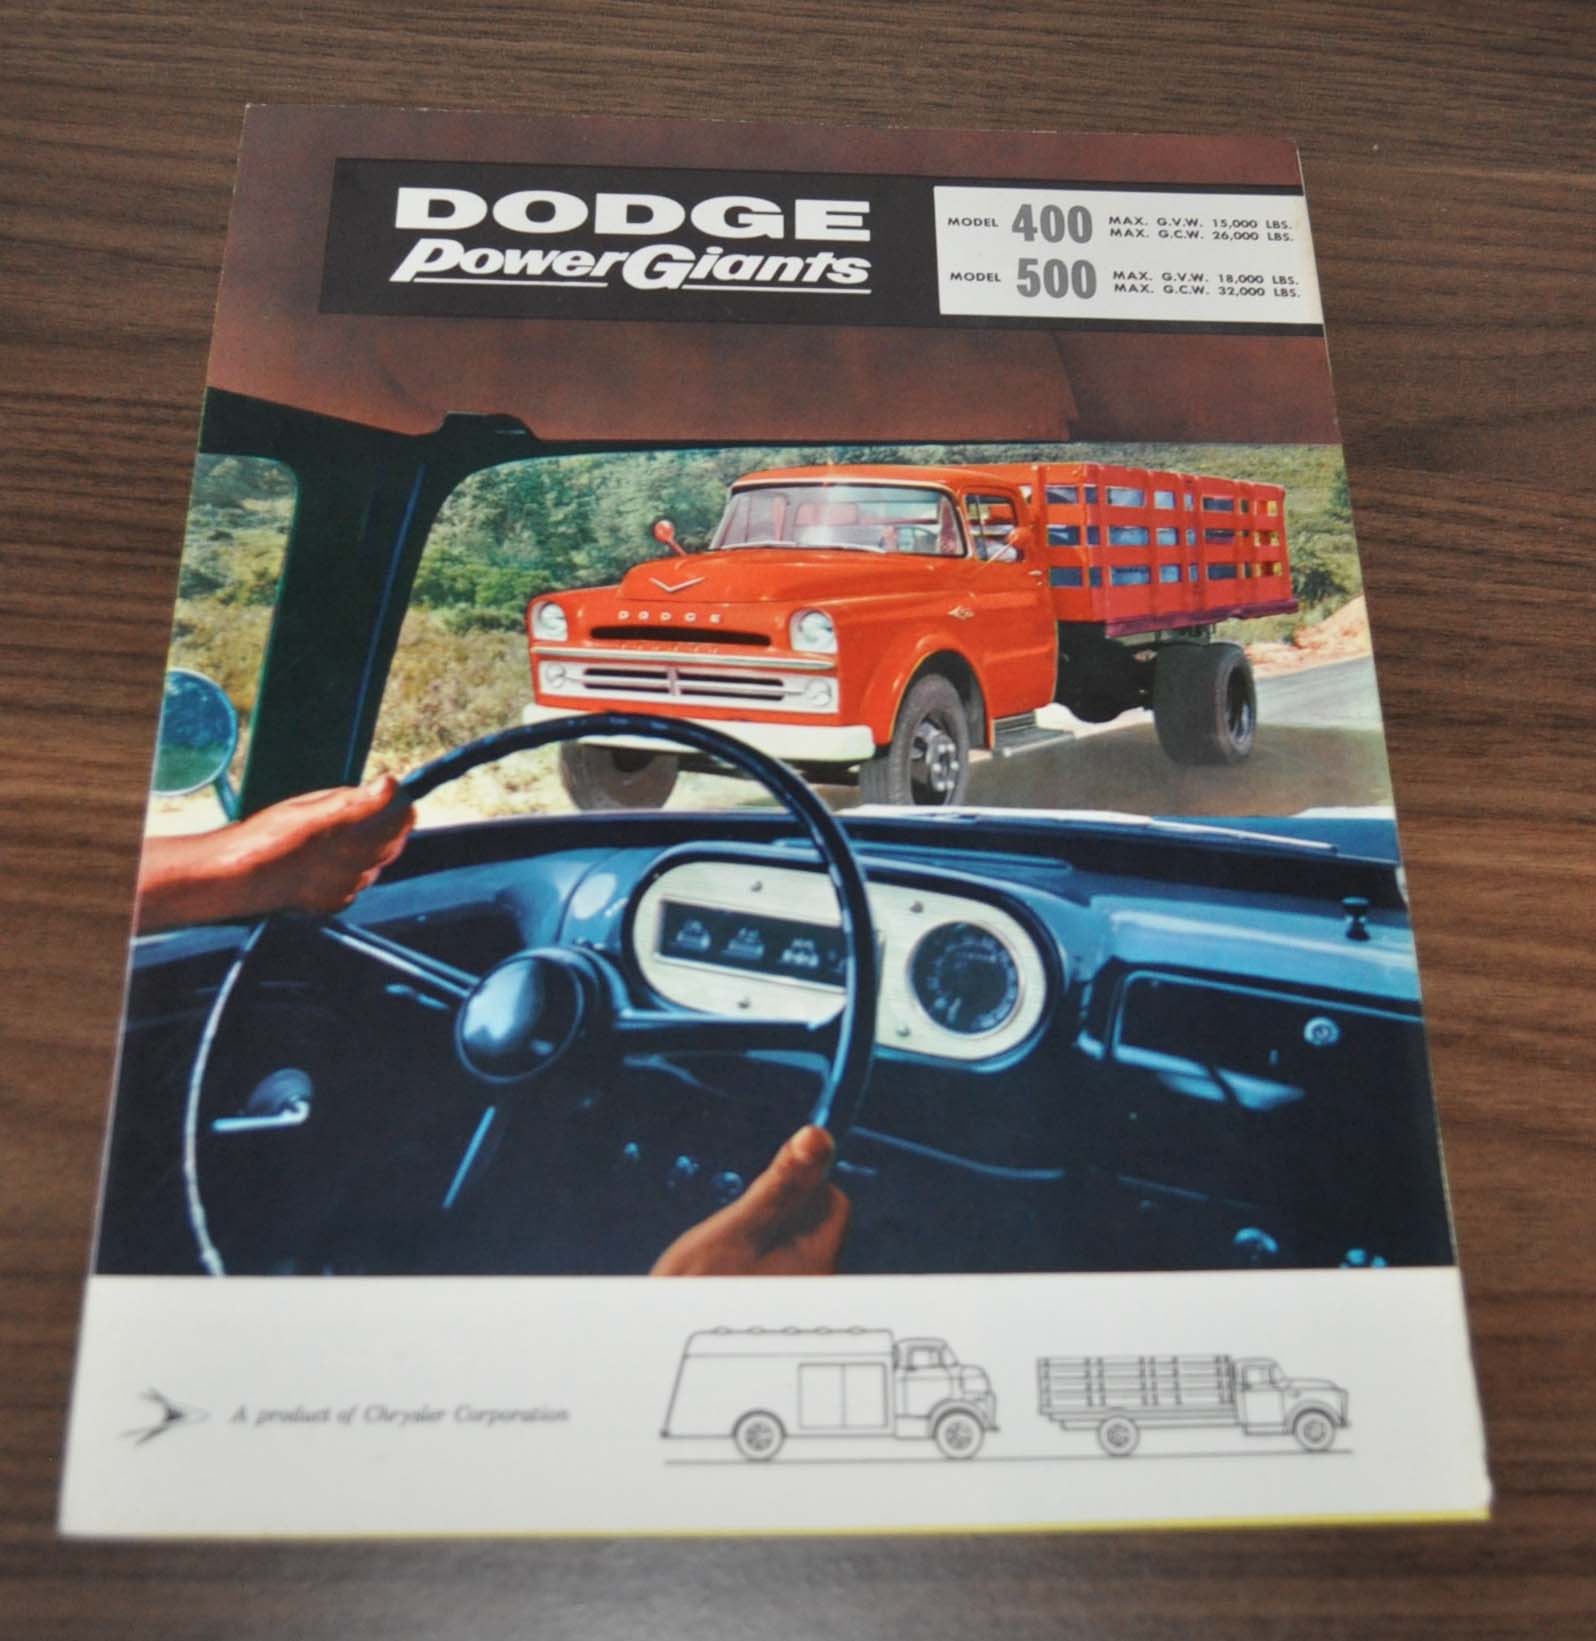 DODGE
PowerGiants
MODEL 400 MAX. G.V.W. 15,000 LBS.
MAX. G.C.W. 26,000 LBS.
MODEL 500 MAX. G.V.W. 18,000 LBS.
MAX. G.C.W. 32,000 LBS.
DODGE
A product of Chrysler Corporation